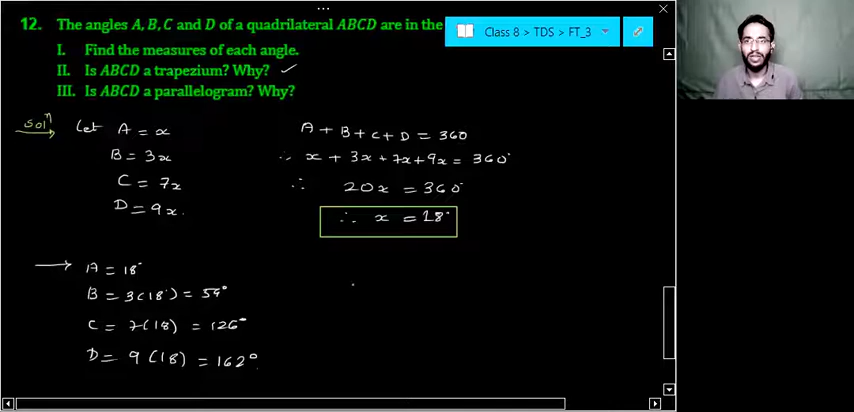 12. The angles A, B, C and D of a quadrilateral ABCD are in the
Class 8 > TDS > FT_3
I. Find the measures of each angle.
II. Is ABCD a trapezium? Why? ✓
III. Is ABCD a parallelogram? Why?
Solⁿ
Let A = x
B = 3x
C = 7x
D = 9x.
A + B + C + D = 360
∴ x + 3x + 7x + 9x = 360°
∴ 20x = 360°
∴ x = 18°
→ A = 18°
B = 3(18°) = 54°
C = 7(18) = 126°
D = 9(18) = 162°.